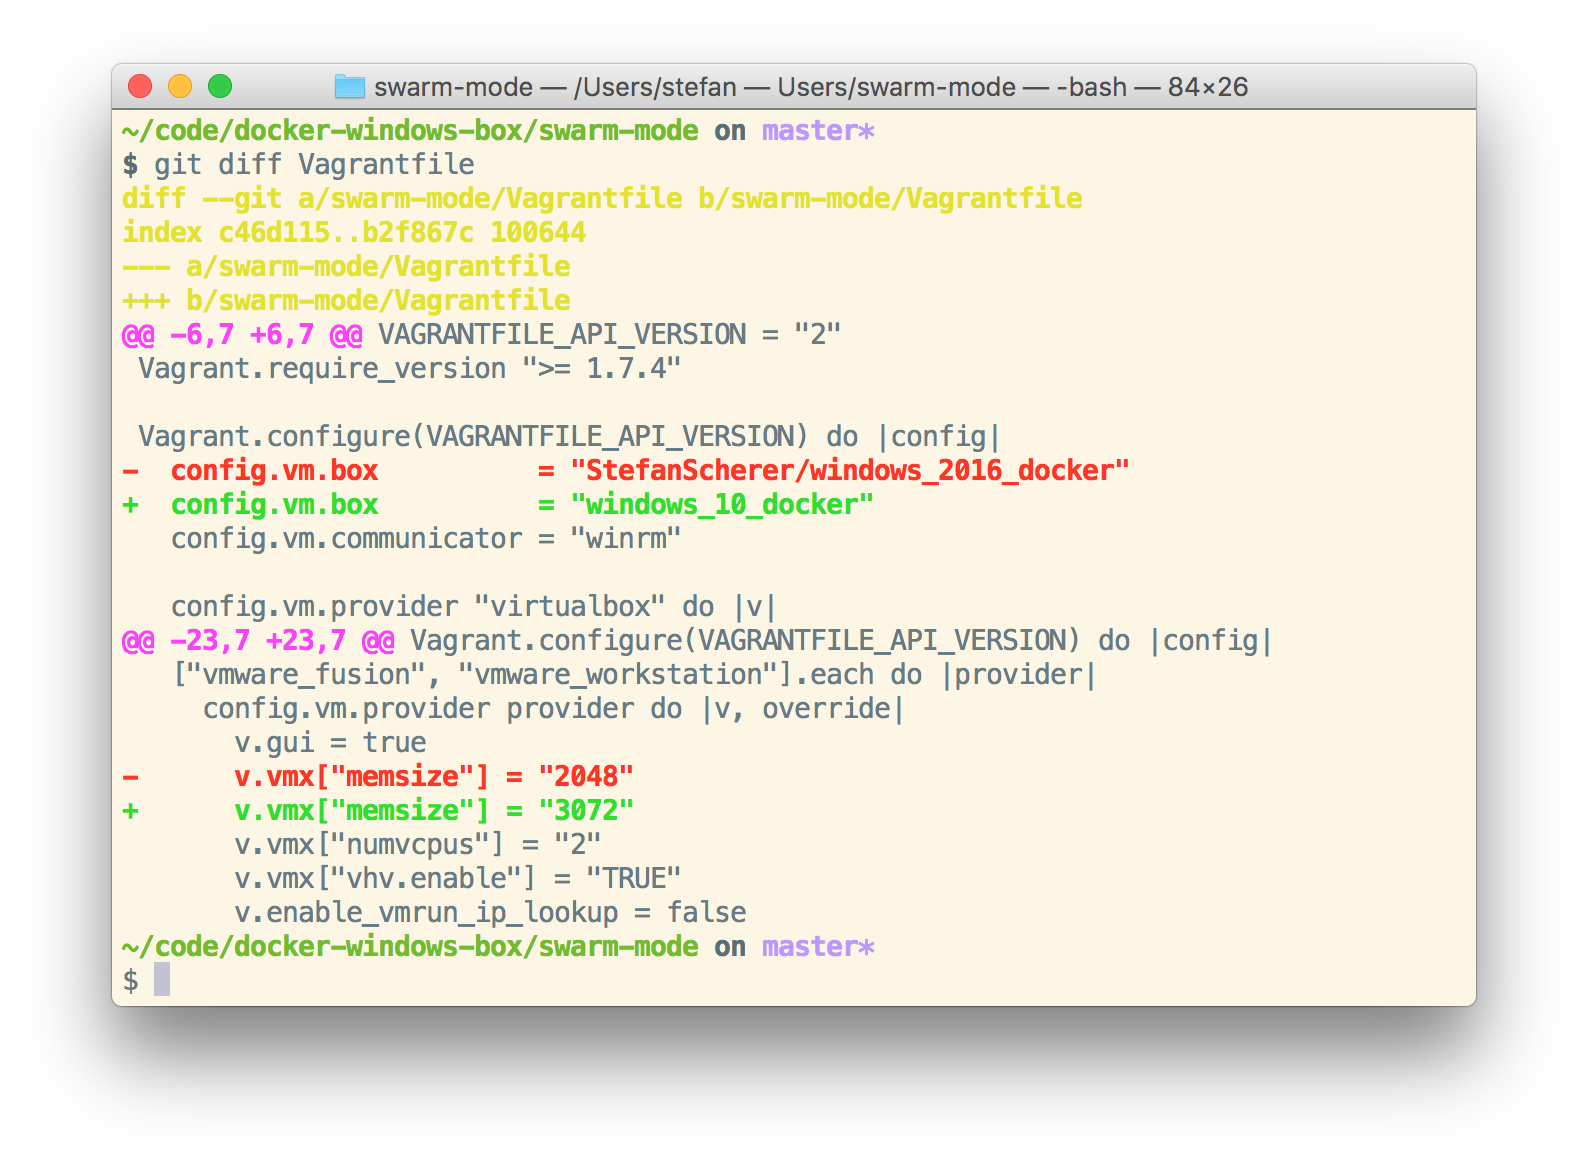 swarm-mode — /Users/stefan — Users/swarm-mode — -bash — 84×26
~/code/docker-windows-box/swarm-mode on master*
$ git diff Vagrantfile
diff --git a/swarm-mode/Vagrantfile b/swarm-mode/Vagrantfile
index c46d115..b2f867c 100644
--- a/swarm-mode/Vagrantfile
+++ b/swarm-mode/Vagrantfile
@@ -6,7 +6,7 @@ VAGRANTFILE_API_VERSION = "2"
 Vagrant.require_version ">= 1.7.4"

 Vagrant.configure(VAGRANTFILE_API_VERSION) do |config|
-  config.vm.box          = "StefanScherer/windows_2016_docker"
+  config.vm.box          = "windows_10_docker"
   config.vm.communicator = "winrm"

   config.vm.provider "virtualbox" do |v|
@@ -23,7 +23,7 @@ Vagrant.configure(VAGRANTFILE_API_VERSION) do |config|
   ["vmware_fusion", "vmware_workstation"].each do |provider|
     config.vm.provider provider do |v, override|
       v.gui = true
-      v.vmx["memsize"] = "2048"
+      v.vmx["memsize"] = "3072"
       v.vmx["numvcpus"] = "2"
       v.vmx["vhv.enable"] = "TRUE"
       v.enable_vmrun_ip_lookup = false
~/code/docker-windows-box/swarm-mode on master*
$